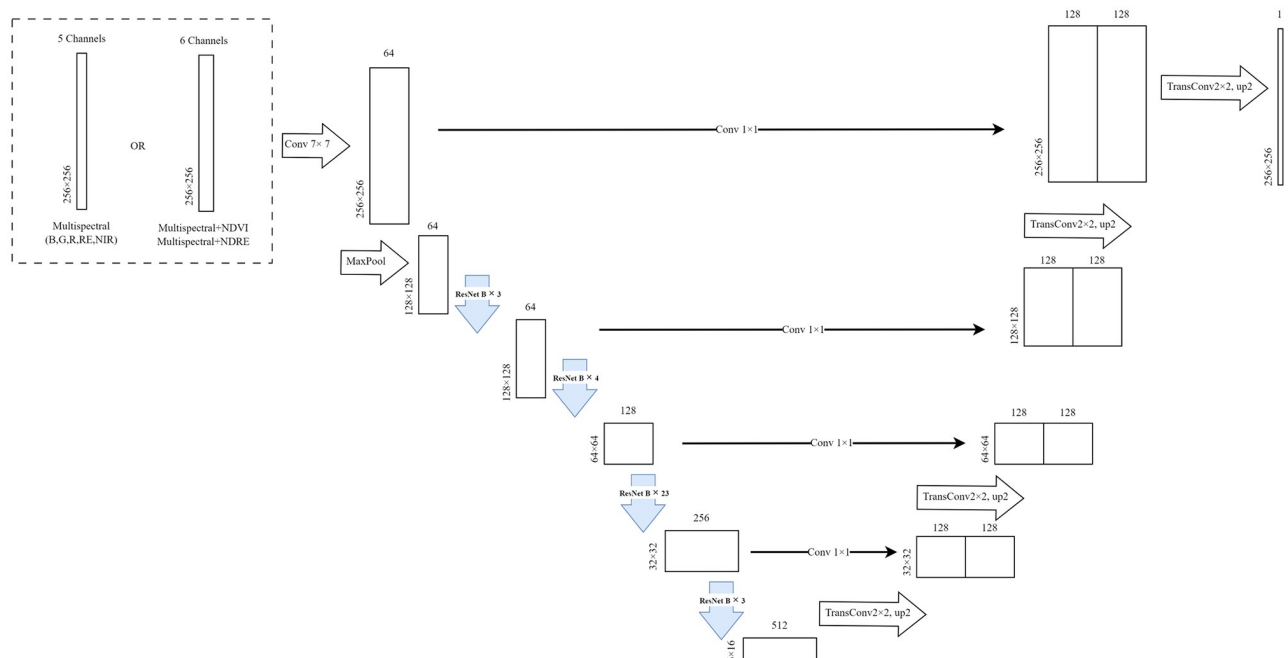 5 Channels
6 Channels
OR
256×256
256×256
Multispectral
(B,G,R,RE,NIR)
Multispectral+NDVI
Multispectral+NDRE
Conv 7× 7
64
256×256
Conv 1×1
128 128
256×256
TransConv2×2, up2
1
256×256
MaxPool
64
128×128
ResNet B × 3
64
128×128
Conv 1×1
TransConv2×2, up2
128 128
128×128
ResNet B × 4
128
64×64
Conv 1×1
128 128
64×64
ResNet B × 23
TransConv2×2, up2
256
32×32
Conv 1×1
128 128
32×32
ResNet B × 3
TransConv2×2, up2
512